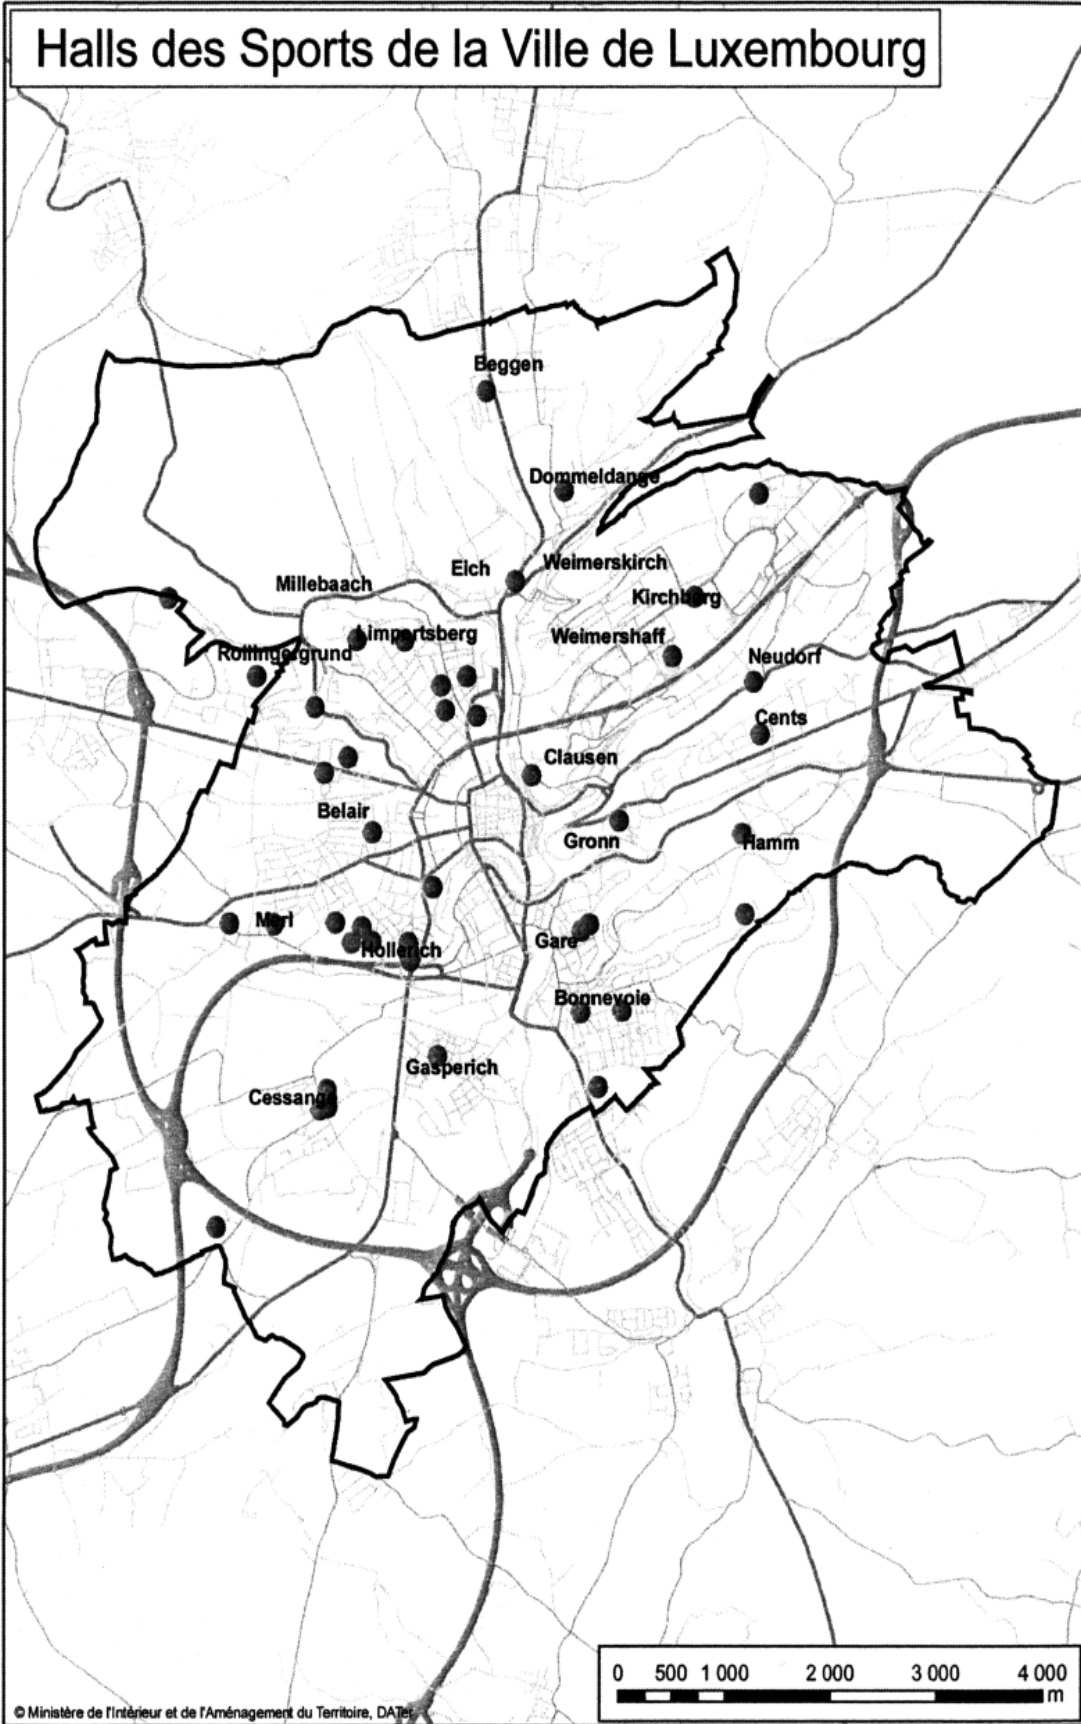 Halls des Sports de la Ville de Luxembourg
Beggen
Dommeldange
Eich
Weimerskirch
Millebaach
Kirchberg
Limpertsberg
Weimershaff
Rollingergrund
Neudorf
Cents
Clausen
Belair
Gronn
Hamm
Merl
Gare
Hollerich
Bonnevoie
Gasperich
Cessange
0 500 1 000 2 000 3 000 4 000
m
© Ministère de l'Intérieur et de l'Aménagement du Territoire, DATer